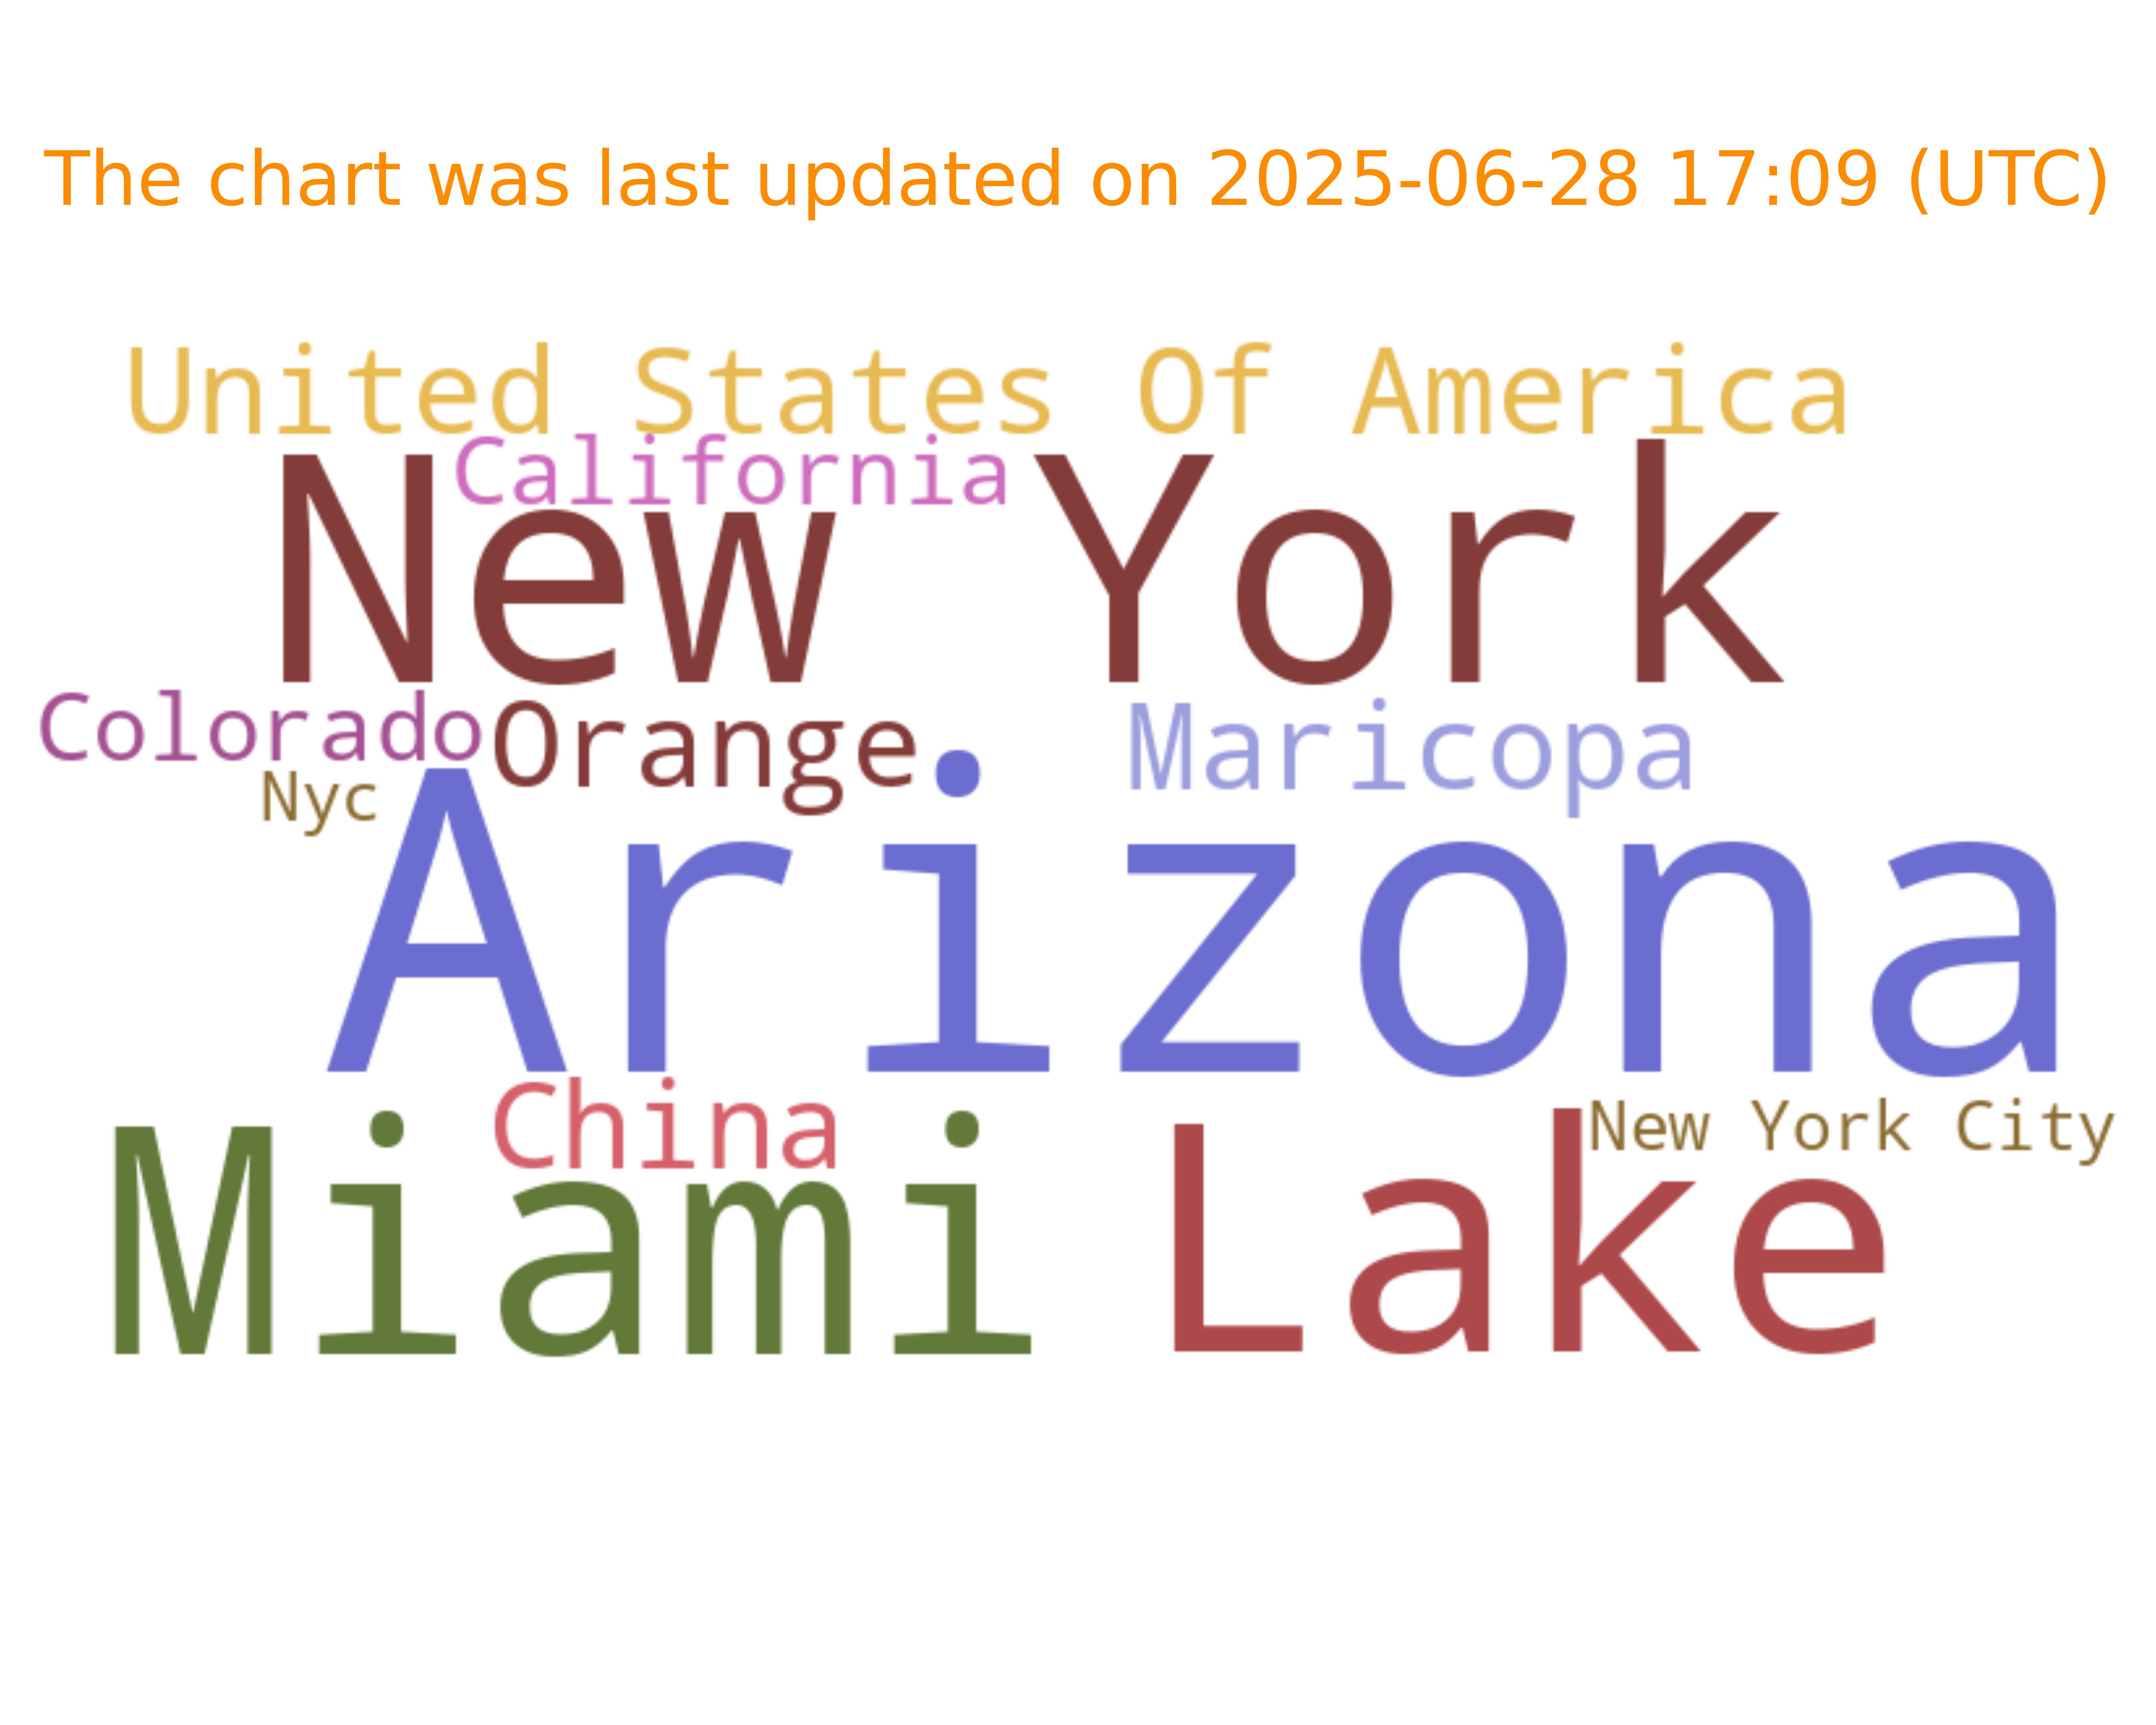 The chart was last updated on 2025-06-28 17:09 (UTC)
United States Of America
California
New York
Colorado
Orange
Maricopa
Nyc
Arizona
China
New York City
Miami
Lake